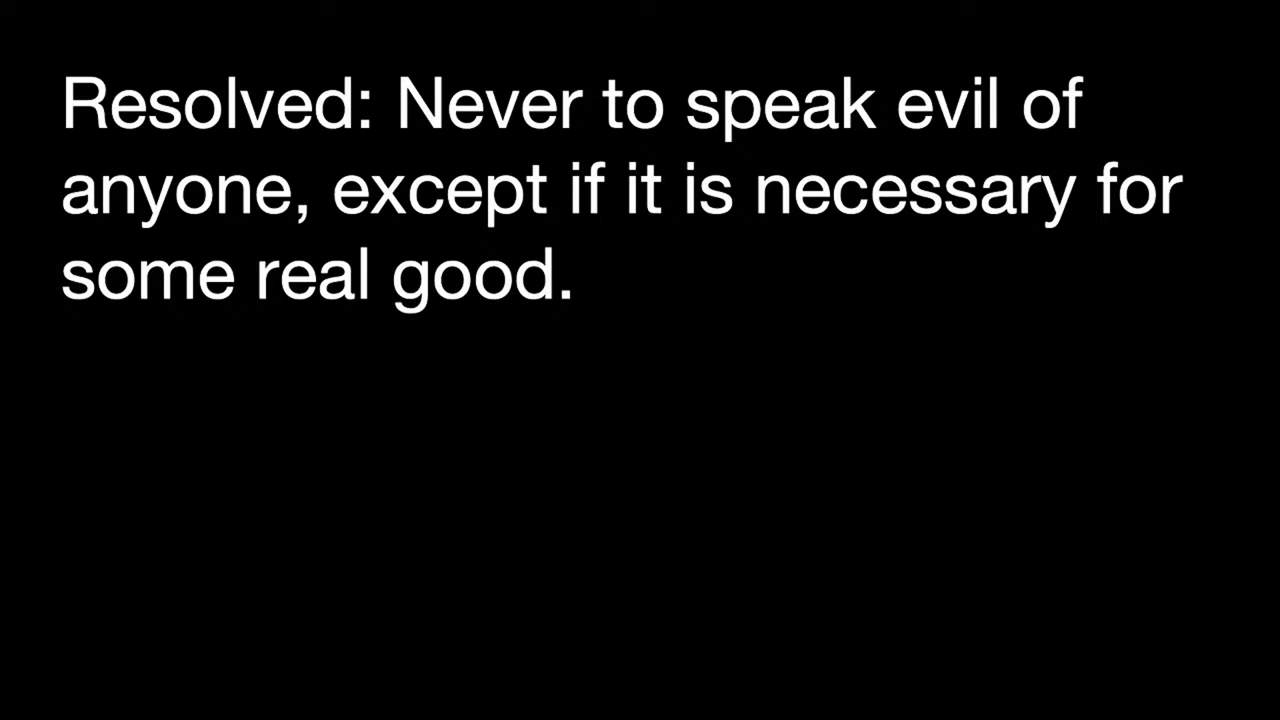 Resolved: Never to speak evil of
anyone, except if it is necessary for
some real good.